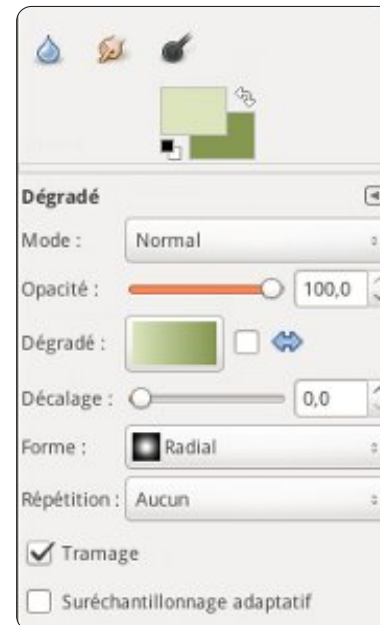 Dégradé
Mode : Normal
Opacité : 100,0
Dégradé :
Décalage : 0,0
Forme : Radial
Répétition : Aucun
Tramage
Suréchantillonnage adaptatif